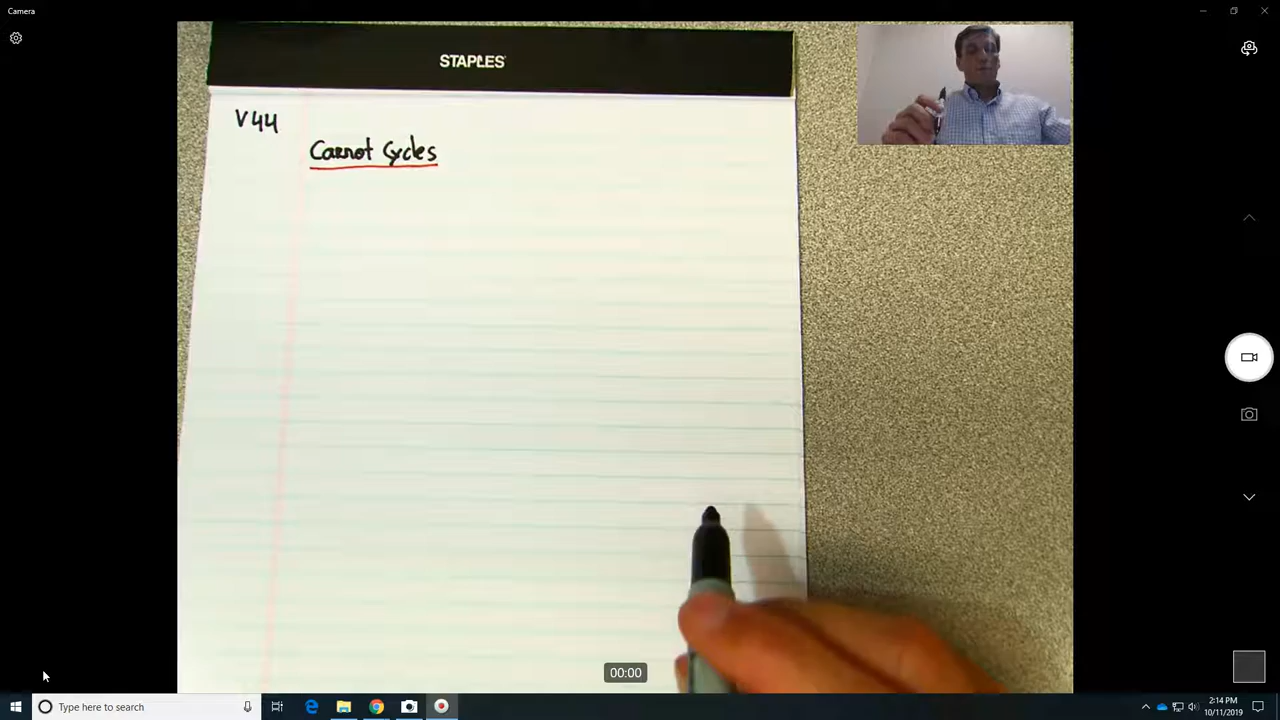 Camera
STAPLES
V44
Carnot Cycles
00:00
Type here to search
2:14 PM
10/11/2019